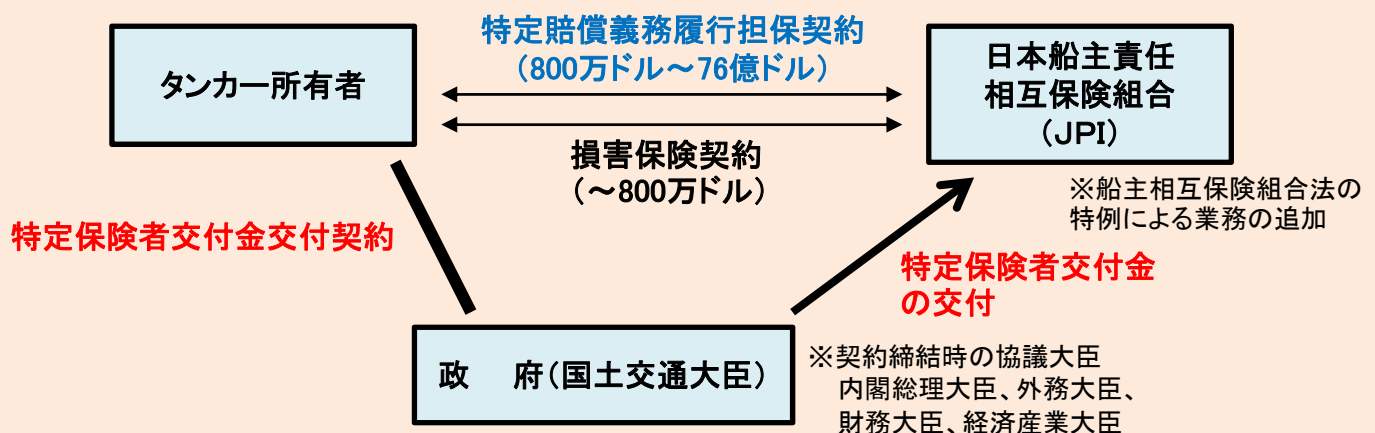 特定賠償義務履行担保契約
(800万ドル~76億ドル)
タンカー所有者
日本船主責任
相互保険組合
(JPI)
損害保険契約
(~800万ドル)
※船主相互保険組合法の
特例による業務の追加
特定保険者交付金交付契約
特定保険者交付金
の交付
政 府(国土交通大臣)
※契約締結時の協議大臣
内閣総理大臣、外務大臣、
財務大臣、経済産業大臣